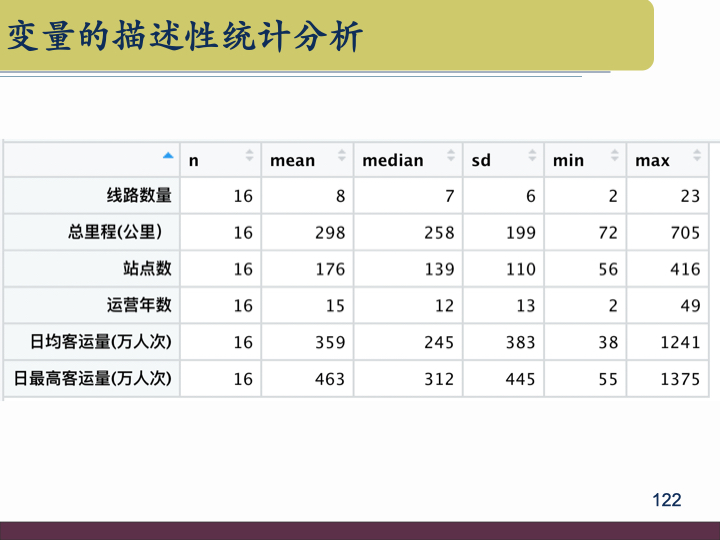 变量的描述性统计分析
n mean median sd min max
线路数量 16 8 7 6 2 23
总里程(公里） 16 298 258 199 72 705
站点数 16 176 139 110 56 416
运营年数 16 15 12 13 2 49
日均客运量(万人次) 16 359 245 383 38 1241
日最高客运量(万人次) 16 463 312 445 55 1375
122